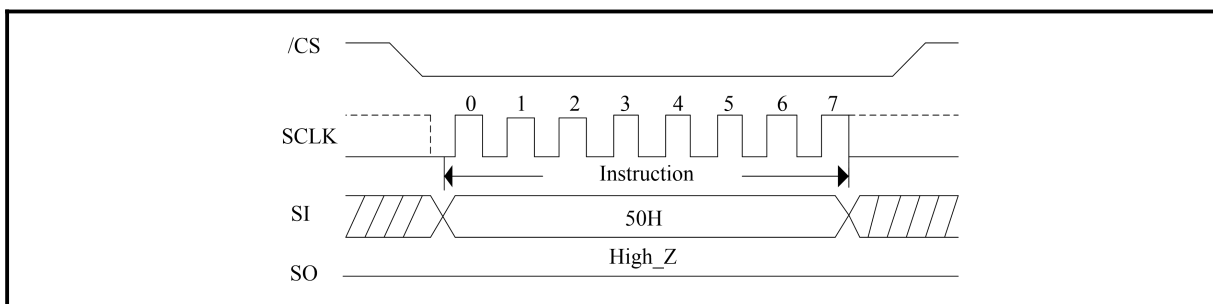 /CS
0 1 2 3 4 5 6 7
SCLK
Instruction
SI
50H
High_Z
SO